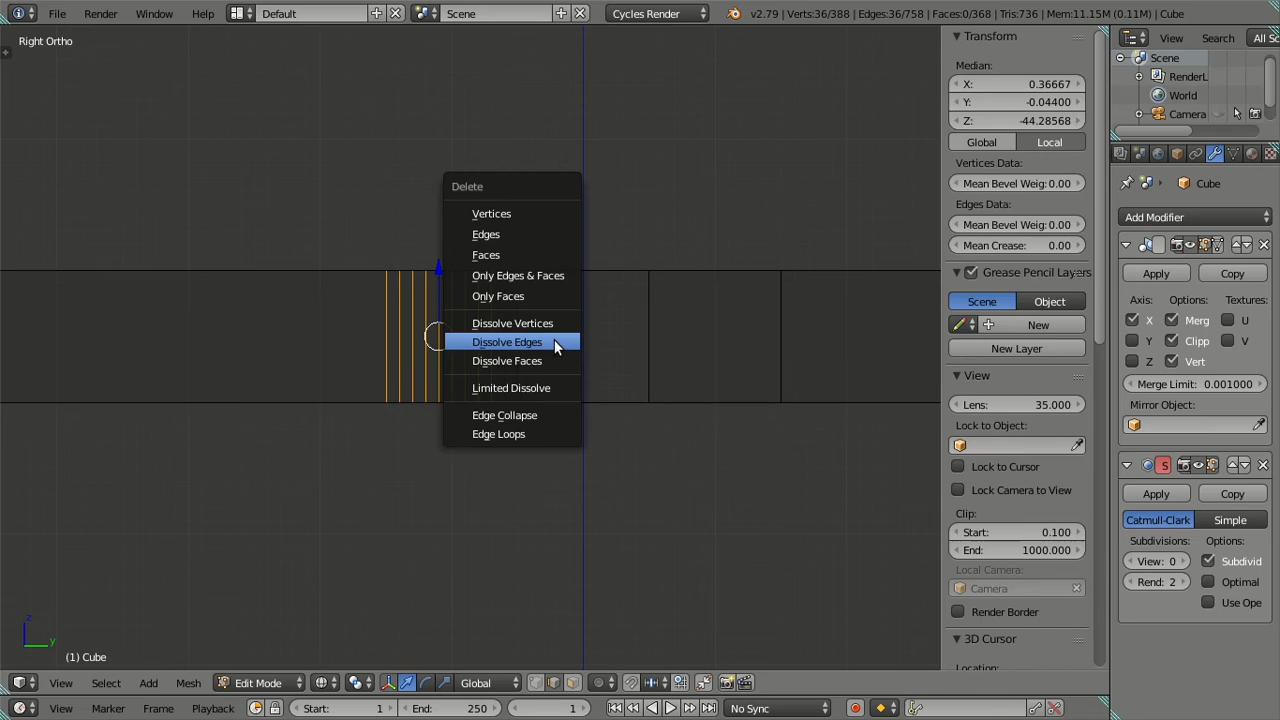 File Render Window Help Default Scene Cycles Render v2.79 | Verts:36/388 | Edges:36/758 | Faces:0/368 | Tris:736 | Mem:11.15M (0.11M) | Cube
Right Ortho
Delete
Vertices
Edges
Faces
Only Edges & Faces
Only Faces
Dissolve Vertices
Dissolve Edges
Dissolve Faces
Limited Dissolve
Edge Collapse
Edge Loops
z
y
(1) Cube
Transform
Median:
X: 0.36667
Y: -0.04400
Z: -44.28568
Global Local
Vertices Data:
Mean Bevel Weig: 0.00
Edges Data:
Mean Bevel Weig: 0.00
Mean Crease: 0.00
Grease Pencil Layers
Scene Object
New
New Layer
View
Lens: 35.000
Lock to Object:
Lock to Cursor
Lock Camera to View
Clip:
Start: 0.100
End: 1000.000
Local Camera:
Camera
Render Border
3D Cursor
Location:
View Search All Sc
Scene
RenderL
World
Camera
Cube
Add Modifier
Apply Copy
Axis: Options: Textures:
X Merg U
Y Clipp V
Z Vert
Merge Limit: 0.001000
Mirror Object:
S
Apply Copy
Catmull-Clark Simple
Subdivisions: Options:
View: 0 Subdivid
Rend: 2 Optimal
Use Ope
View Select Add Mesh Edit Mode Global
View Marker Frame Playback Start: 1 End: 250 1 No Sync